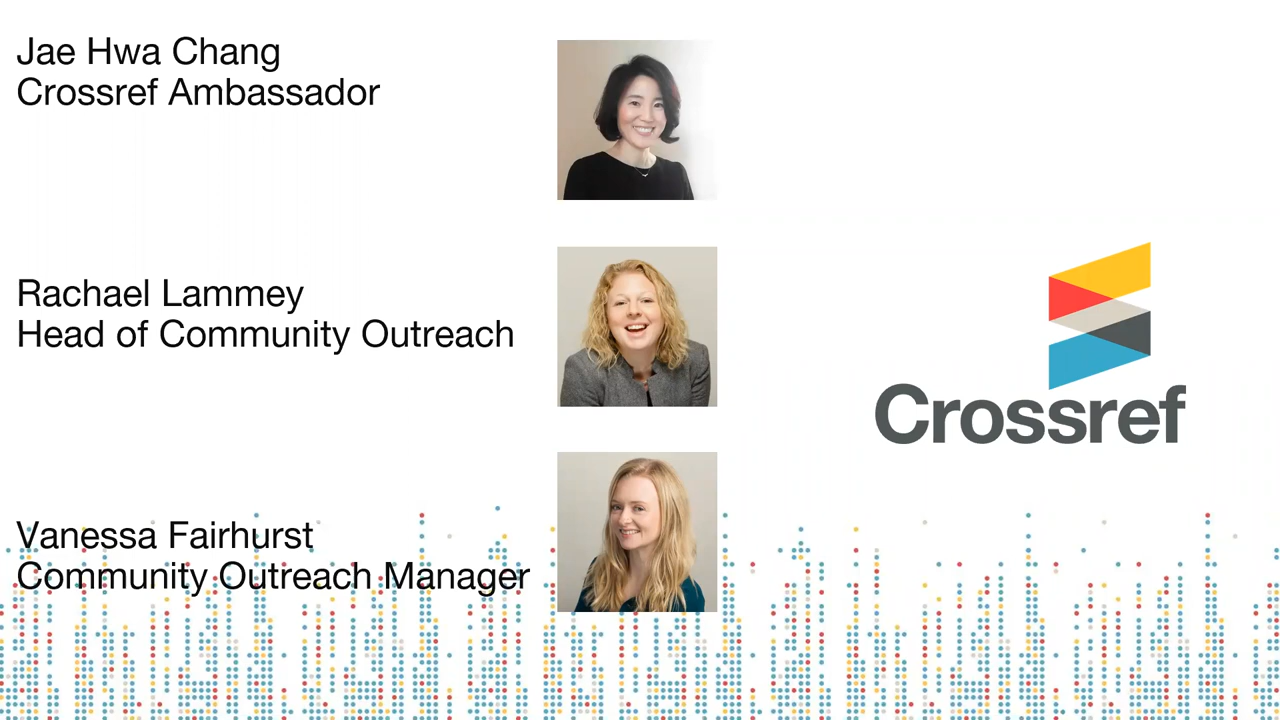 Jae Hwa Chang
Crossref Ambassador
Rachael Lammey
Head of Community Outreach
Crossref
Vanessa Fairhurst
Community Outreach Manager